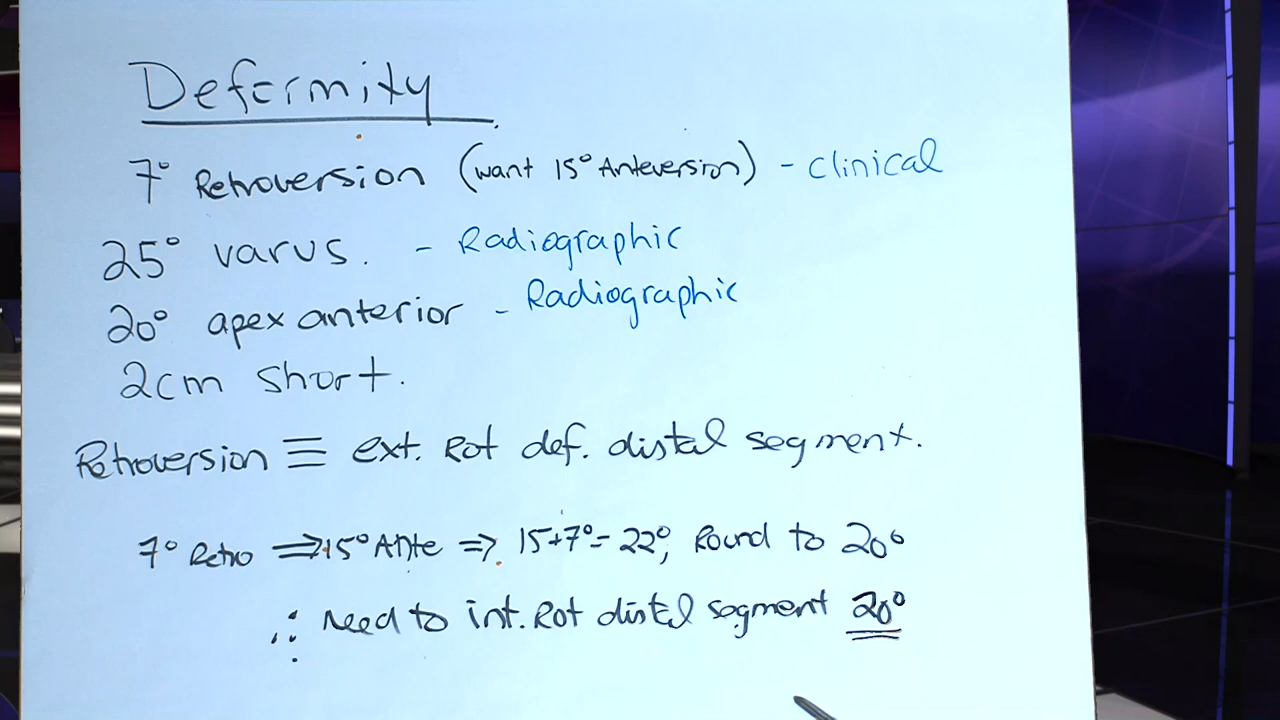 Deformity
7° Retroversion (want 15° Anteversion) - Clinical
25° varus. - Radiographic
20° apex anterior - Radiographic
2cm short.
Retroversion ≡ ext. Rot def. distal segment.
7° Retro ⇒ 15° Ante ⇒ 15+7° = 22°, Round to 20°
∴ Need to int. Rot distal segment 20°